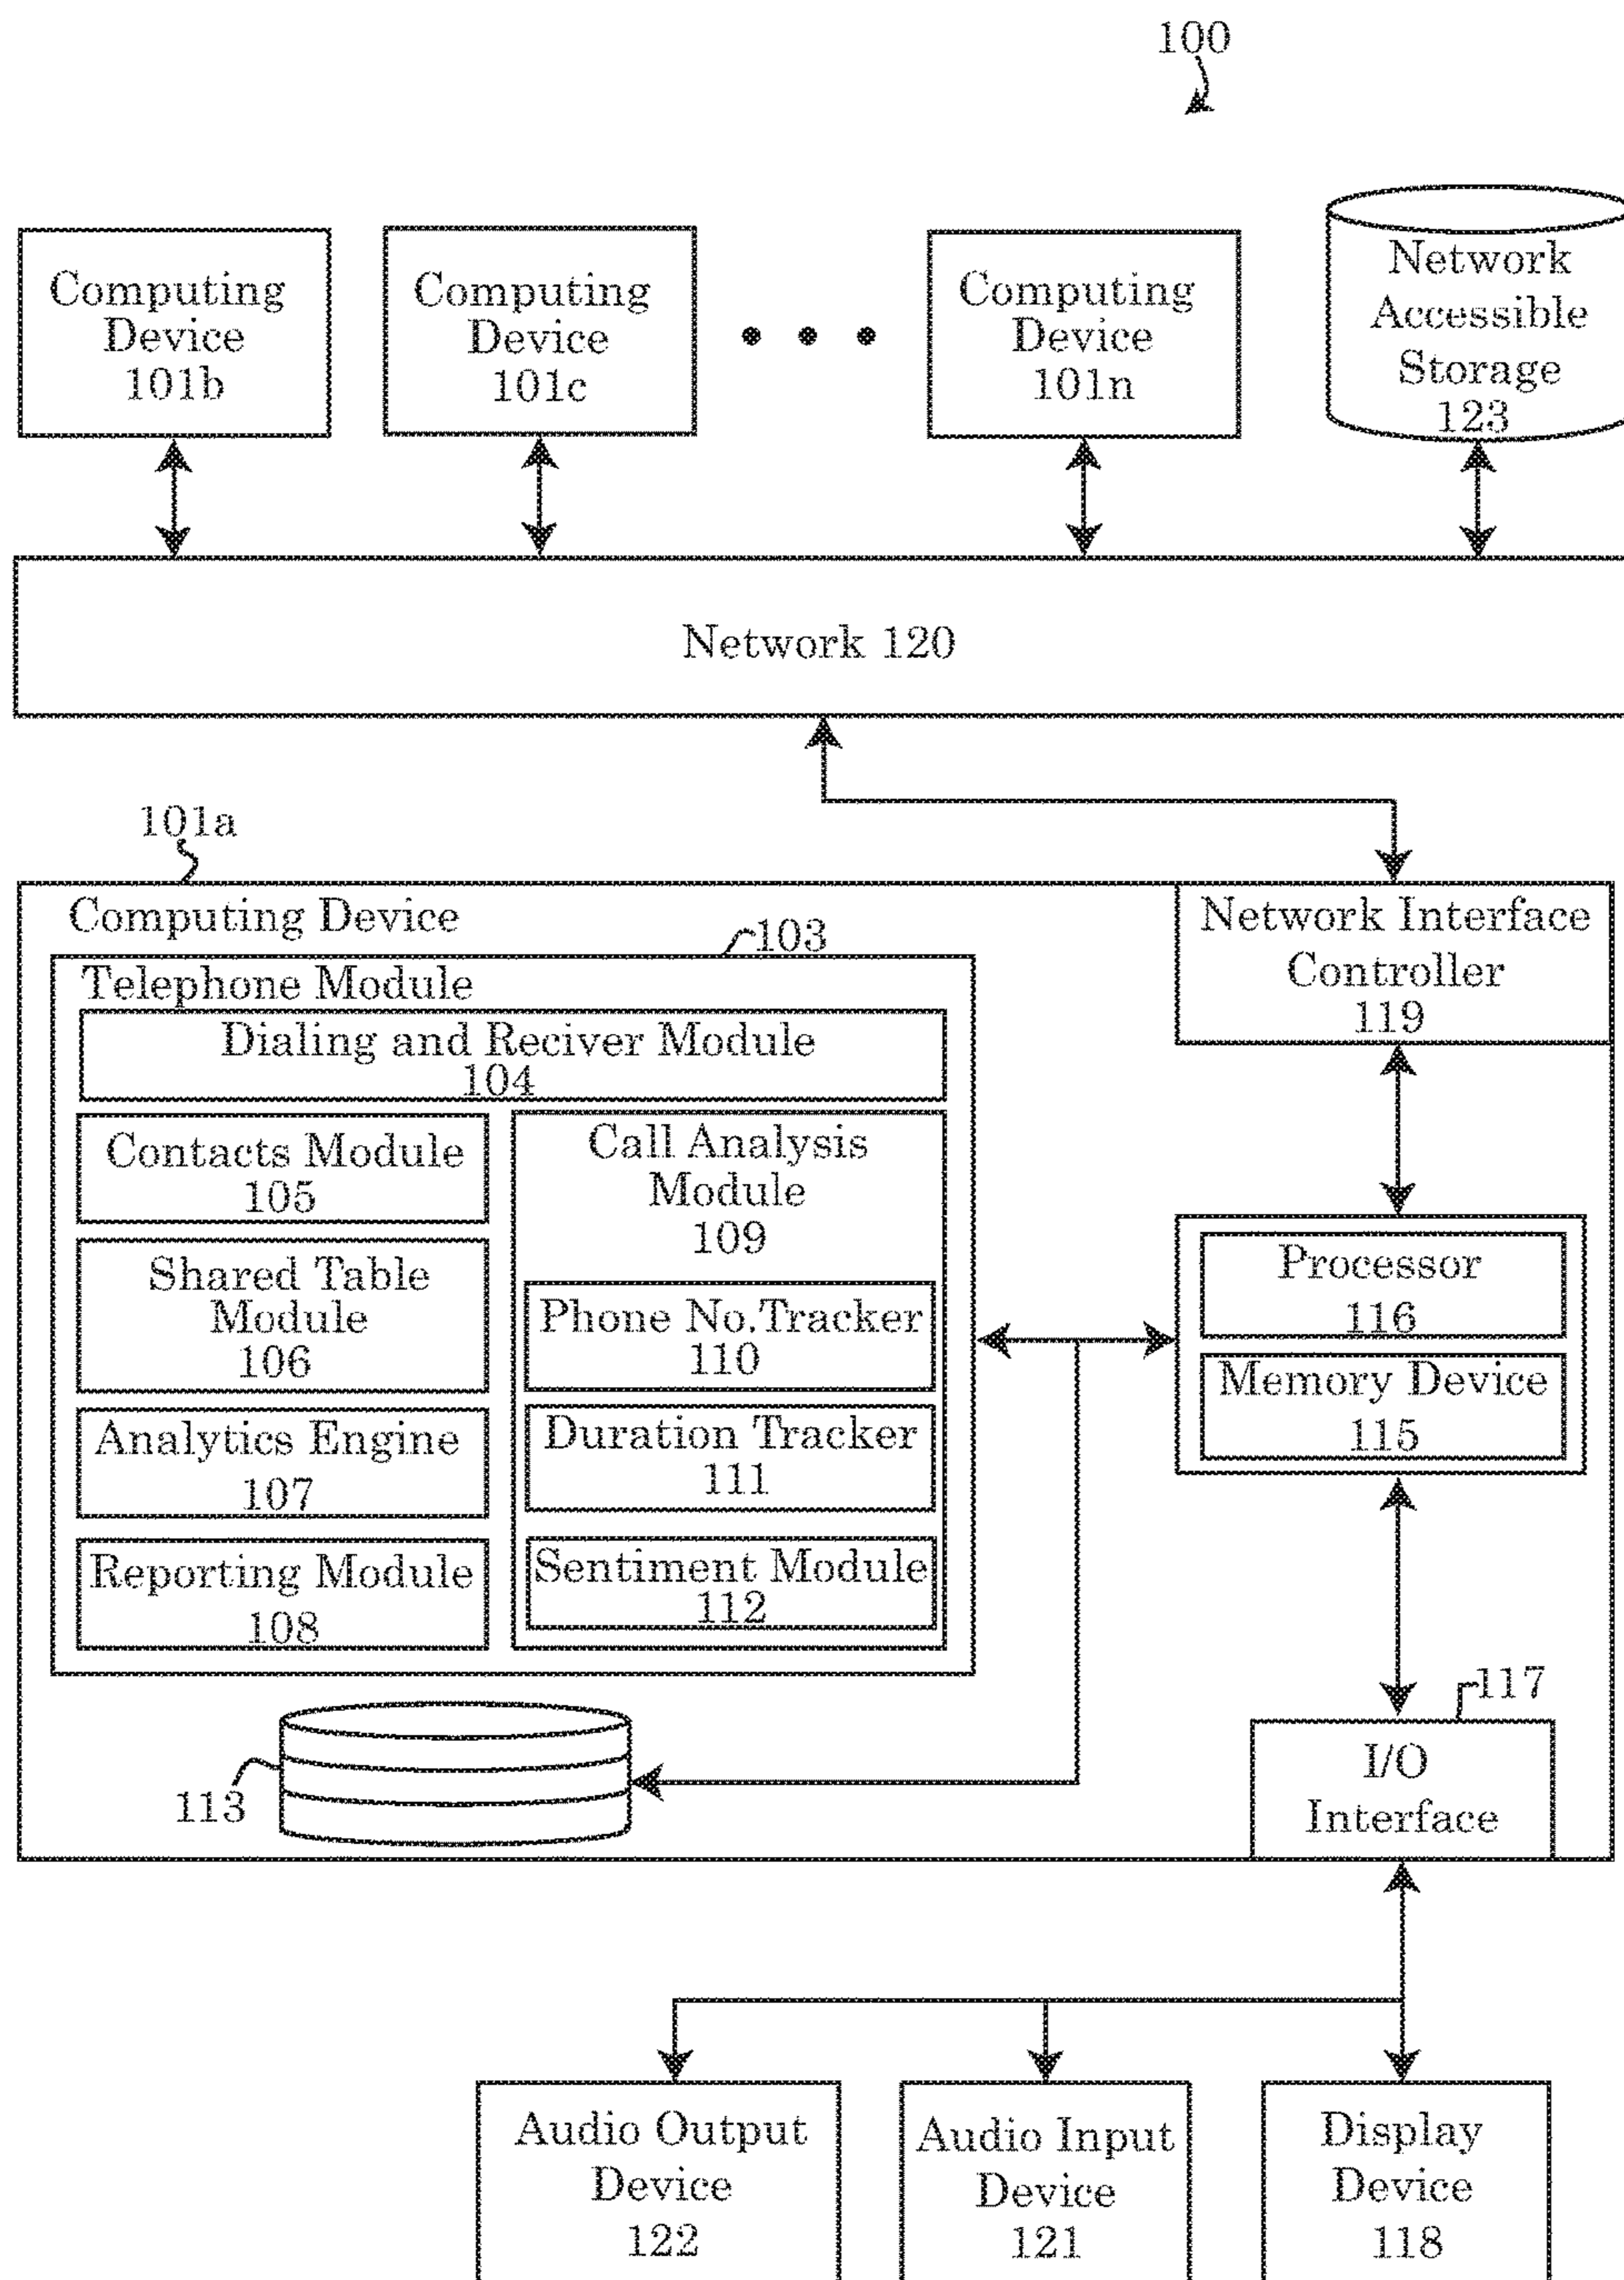 100
Computing
Device
101b
Computing
Device
101c
Computing
Device
101n
Network
Accessible
Storage
123
Network 120
101a
Computing Device
103
Telephone Module
Dialing and Reciver Module
104
Contacts Module
105
Shared Table
Module
106
Analytics Engine
107
Reporting Module
108
Call Analysis
Module
109
Phone No.Tracker
110
Duration Tracker
111
Sentiment Module
112
Network Interface
Controller
119
Processor
116
Memory Device
115
117
I/O
Interface
113
Audio Output
Device
122
Audio Input
Device
121
Display
Device
118